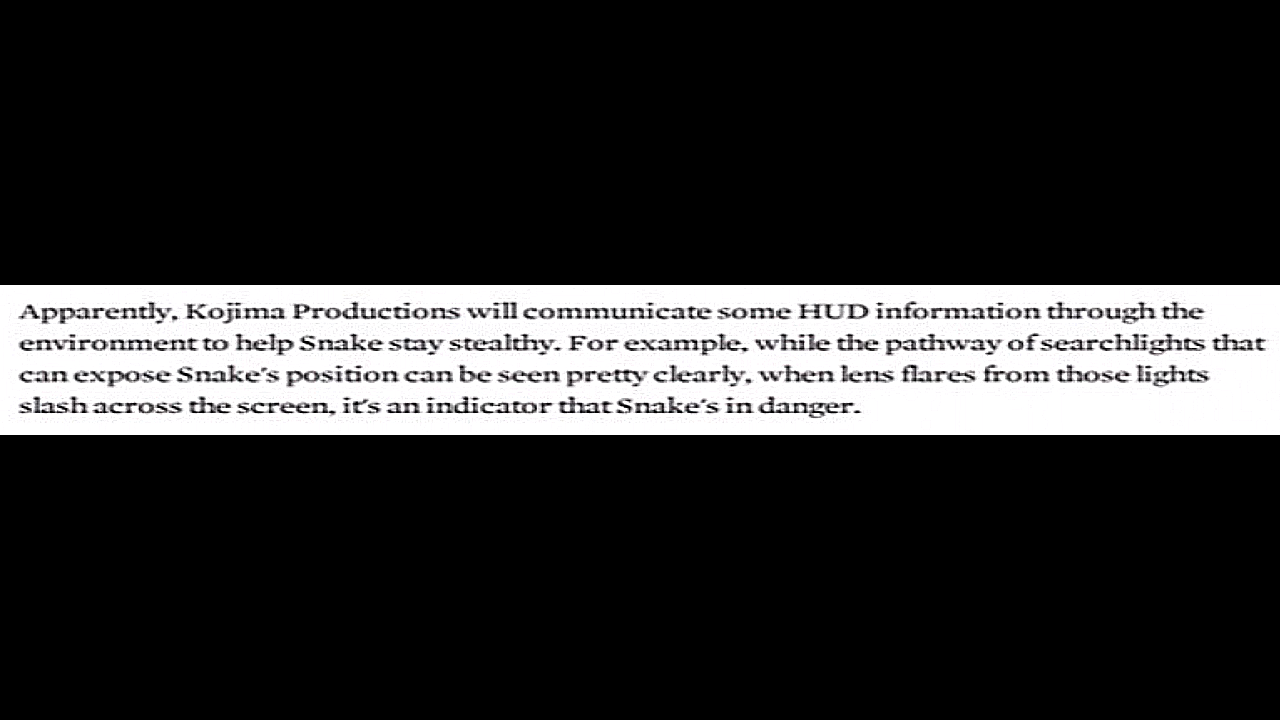 Apparently, Kojima Productions will communicate some HUD information through the
environment to help Snake stay stealthy. For example, while the pathway of searchlights that
can expose Snake's position can be seen pretty clearly, when lens flares from those lights
slash across the screen, it's an indicator that Snake's in danger.